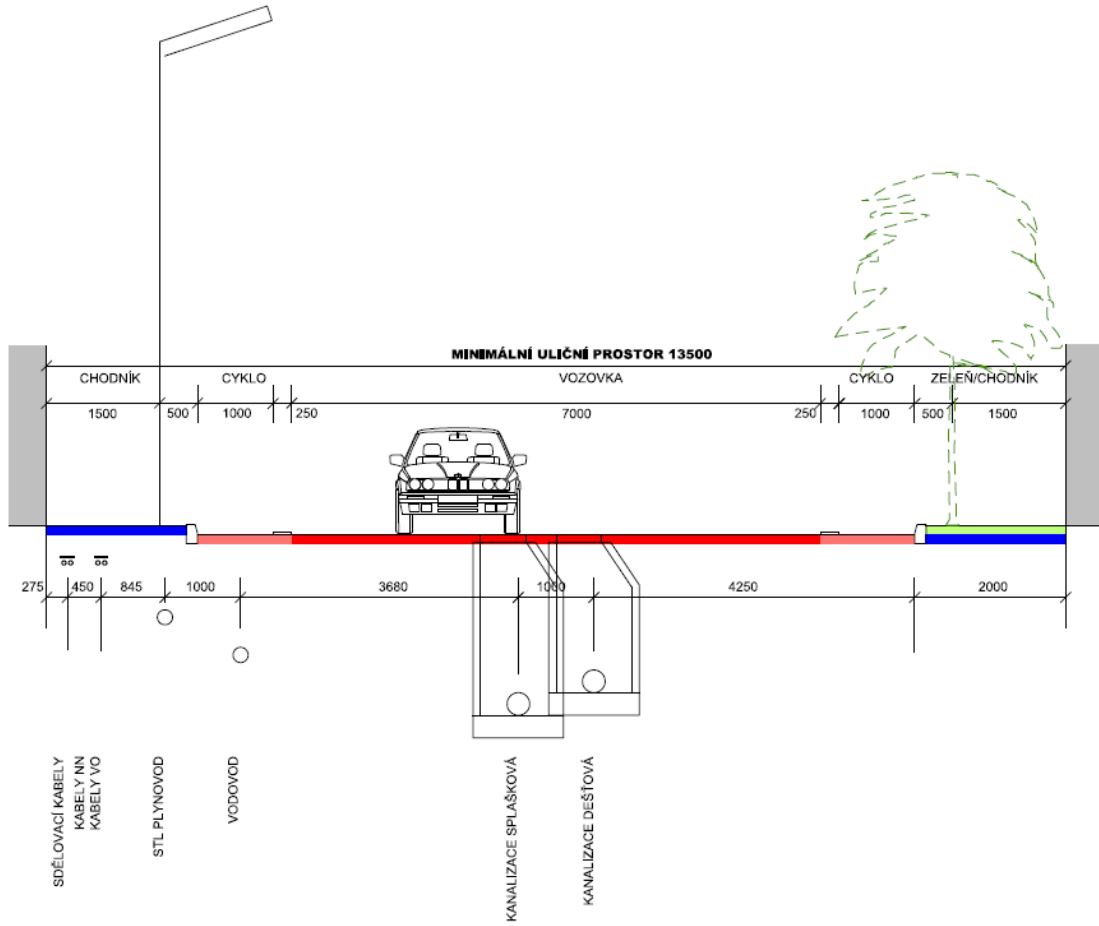 MINIMÁLNÍ ULIČNÍ PROSTOR 13500
CHODNÍK CYKLO VOZOVKA CYKLO ZELEŇ/CHODNÍK
1500 500 1000 250 7000 250 1000 500 1500
275 450 845 1000 3680 1000 4250 2000
SDĚLOVACÍ KABELY
KABELY NN
KABELY VO
STL PLYNOVOD
VODOVOD
KANALIZACE SPLAŠKOVÁ
KANALIZACE DEŠŤOVÁ